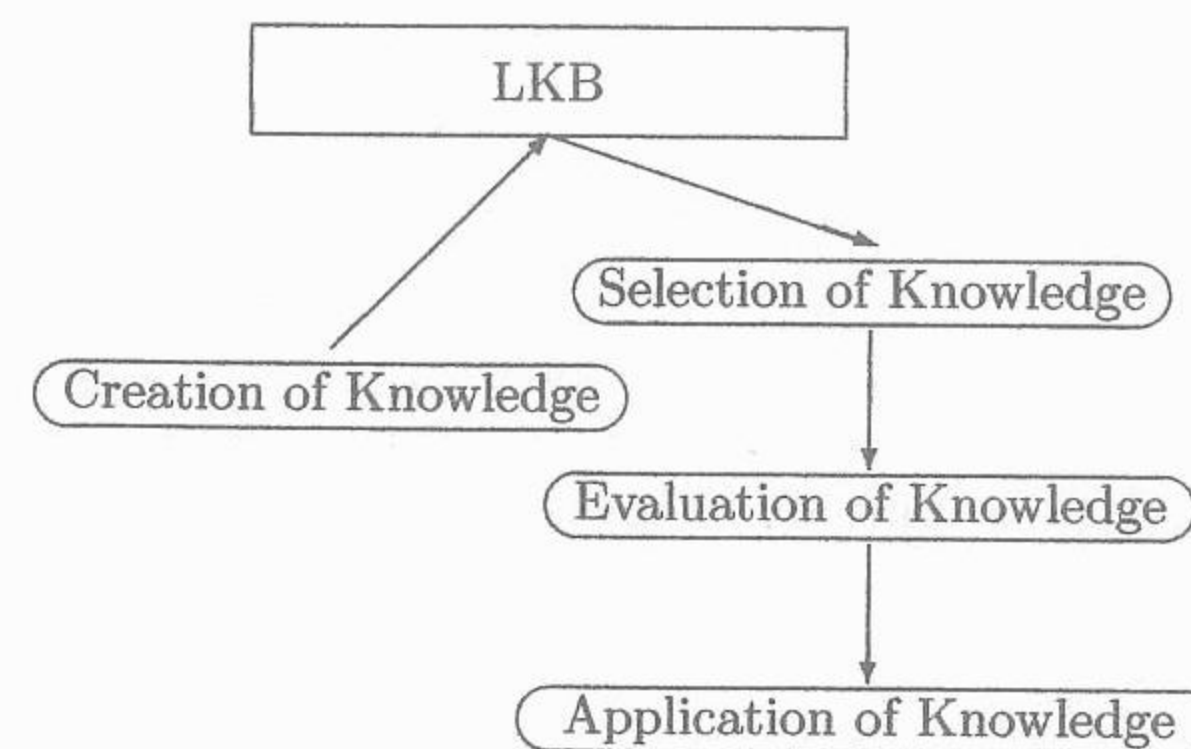 LKB
Selection of Knowledge
Creation of Knowledge
Evaluation of Knowledge
Application of Knowledge